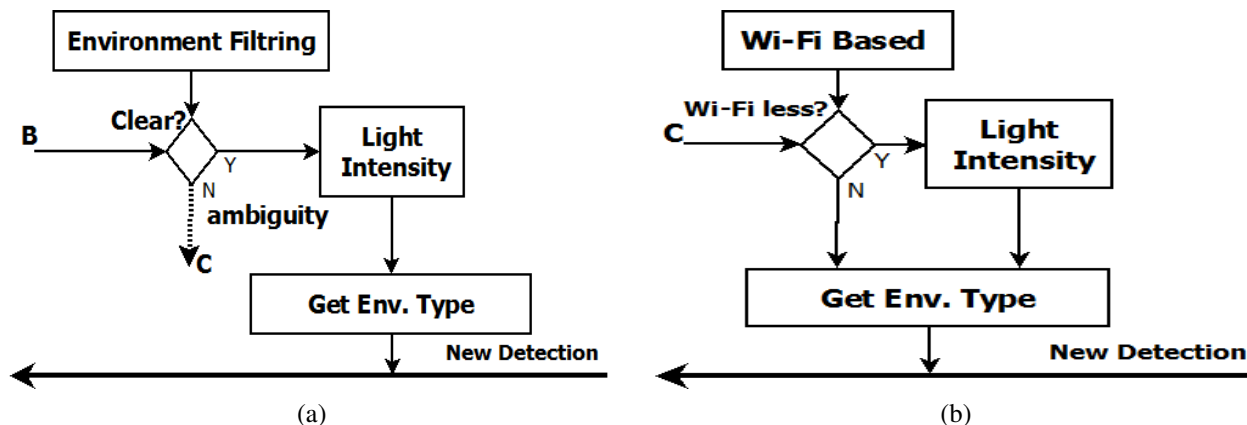 Environment Filtring
Clear?
B
Y
N
Light
Intensity
ambiguity
C
Get Env. Type
New Detection
(a)
Wi-Fi Based
Wi-Fi less?
C
Y
N
Light
Intensity
Get Env. Type
New Detection
(b)